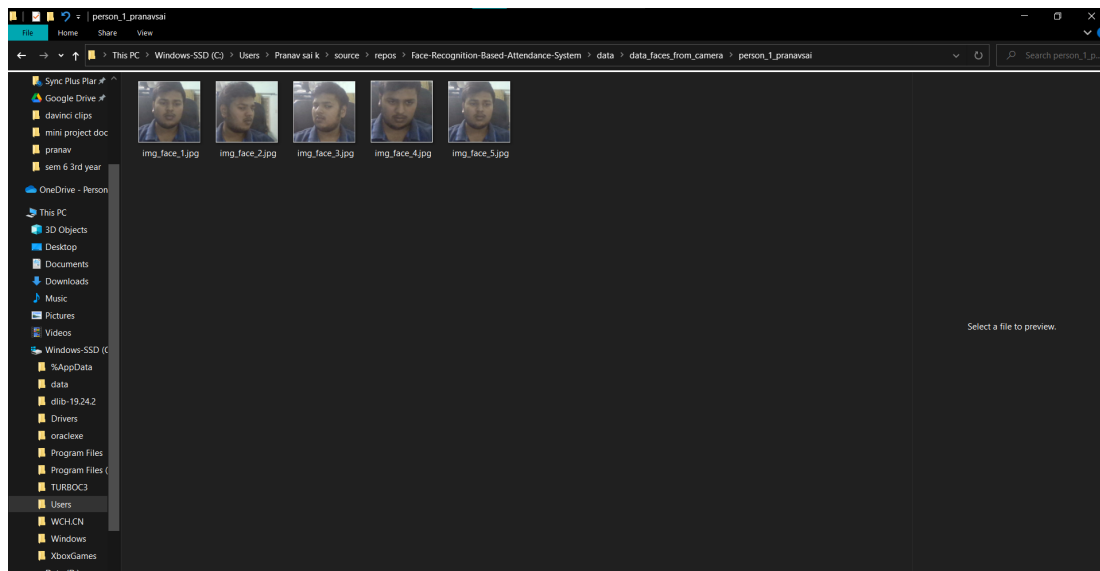 person_1_pranavsai
File Home Share View
This PC > Windows-SSD (C:) > Users > Pranav sai k > source > repos > Face-Recognition-Based-Attendance-System > data > data_faces_from_camera > person_1_pranavsai
Search person_1_p...
Sync Plus Plar
Google Drive
davinci clips
mini project doc
pranav
sem 6 3rd year
OneDrive - Person
This PC
3D Objects
Desktop
Documents
Downloads
Music
Pictures
Videos
Windows-SSD (C
%AppData
data
dlib-19.24.2
Drivers
oraclexe
Program Files
Program Files (
TURBOC3
Users
WCH.CN
Windows
XboxGames
img_face_1.jpg img_face_2.jpg img_face_3.jpg img_face_4.jpg img_face_5.jpg
Select a file to preview.